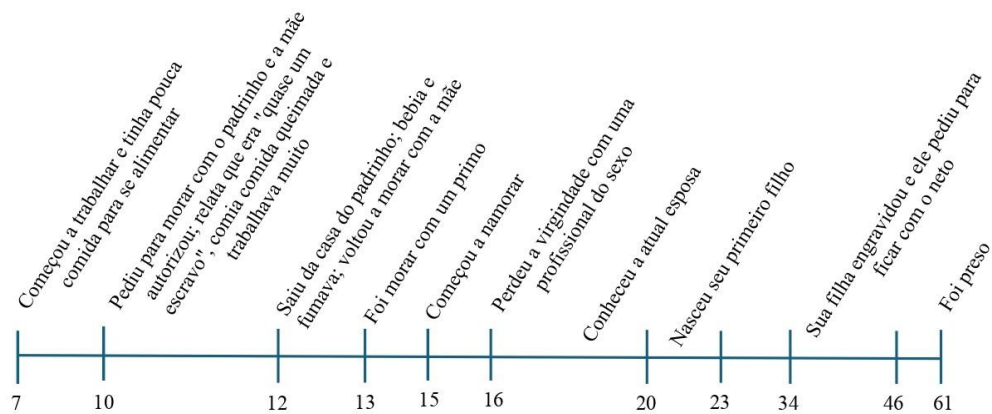 Começou a trabalhar e tinha pouca
comida para se alimentar
Pediu para morar com o padrinho e a mãe
autorizou; relata que era "quase um
escravo", comia comida queimada e
trabalhava muito
Saiu da casa do padrinho; bebia e
fumava; voltou a morar com a mãe
Foi morar com um primo
Começou a namorar
Perdeu a virgindade com uma
profissional do sexo
Conheceu a atual esposa
Nasceu seu primeiro filho
Sua filha engravidou e ele pediu para
ficar com o neto
Foi preso
7 10 12 13 15 16 20 23 34 46 61